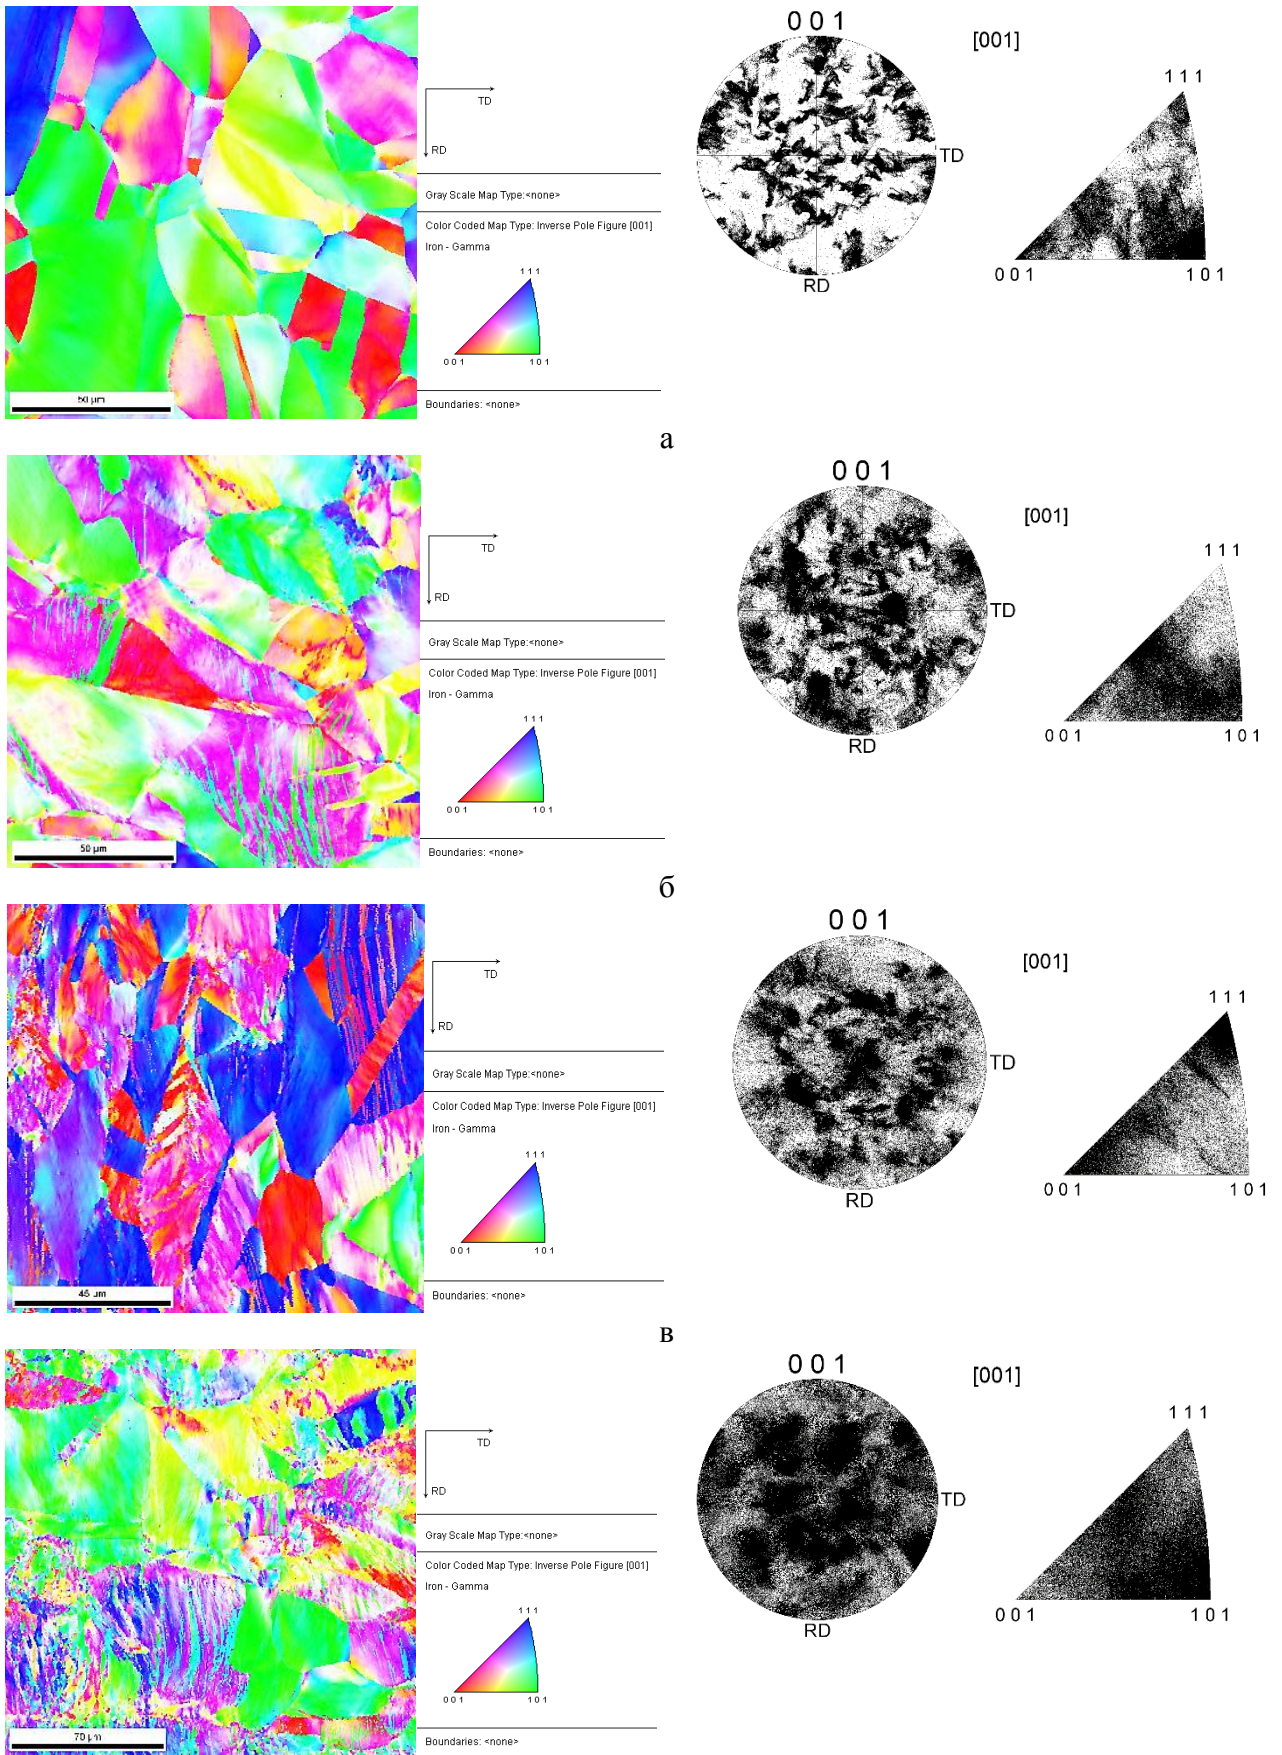 0 0 1
[001]
1 1 1
TD
RD
TD
Gray Scale Map Type:<none>
Color Coded Map Type: Inverse Pole Figure [001]
Iron - Gamma
1 1 1
0 0 1
1 0 1
RD
0 0 1
1 0 1
50 µm
Boundaries: <none>
а
0 0 1
[001]
1 1 1
TD
RD
TD
Gray Scale Map Type:<none>
Color Coded Map Type: Inverse Pole Figure [001]
Iron - Gamma
1 1 1
0 0 1
1 0 1
RD
0 0 1
1 0 1
50 µm
Boundaries: <none>
б
0 0 1
[001]
1 1 1
TD
RD
TD
Gray Scale Map Type:<none>
Color Coded Map Type: Inverse Pole Figure [001]
Iron - Gamma
1 1 1
0 0 1
1 0 1
RD
0 0 1
1 0 1
45 µm
Boundaries: <none>
в
0 0 1
[001]
1 1 1
TD
RD
TD
Gray Scale Map Type:<none>
Color Coded Map Type: Inverse Pole Figure [001]
Iron - Gamma
1 1 1
0 0 1
1 0 1
RD
0 0 1
1 0 1
70 µm
Boundaries: <none>